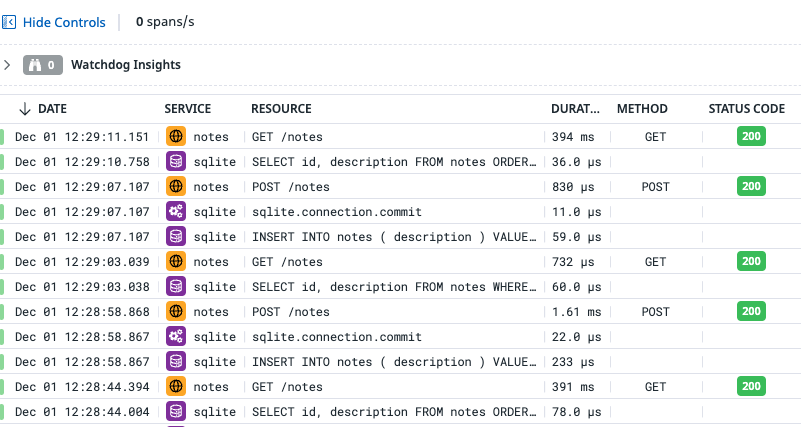 Hide Controls 0 spans/s
0 Watchdog Insights
DATE SERVICE RESOURCE DURAT... METHOD STATUS CODE
Dec 01 12:29:11.151 notes GET /notes 394 ms GET 200
Dec 01 12:29:10.758 sqlite SELECT id, description FROM notes ORDER… 36.0 µs
Dec 01 12:29:07.107 notes POST /notes 830 µs POST 200
Dec 01 12:29:07.107 sqlite sqlite.connection.commit 11.0 µs
Dec 01 12:29:07.107 sqlite INSERT INTO notes ( description ) VALUE… 59.0 µs
Dec 01 12:29:03.039 notes GET /notes 732 µs GET 200
Dec 01 12:29:03.038 sqlite SELECT id, description FROM notes WHERE… 60.0 µs
Dec 01 12:28:58.868 notes POST /notes 1.61 ms POST 200
Dec 01 12:28:58.867 sqlite sqlite.connection.commit 22.0 µs
Dec 01 12:28:58.867 sqlite INSERT INTO notes ( description ) VALUE… 233 µs
Dec 01 12:28:44.394 notes GET /notes 391 ms GET 200
Dec 01 12:28:44.004 sqlite SELECT id, description FROM notes ORDER… 78.0 µs